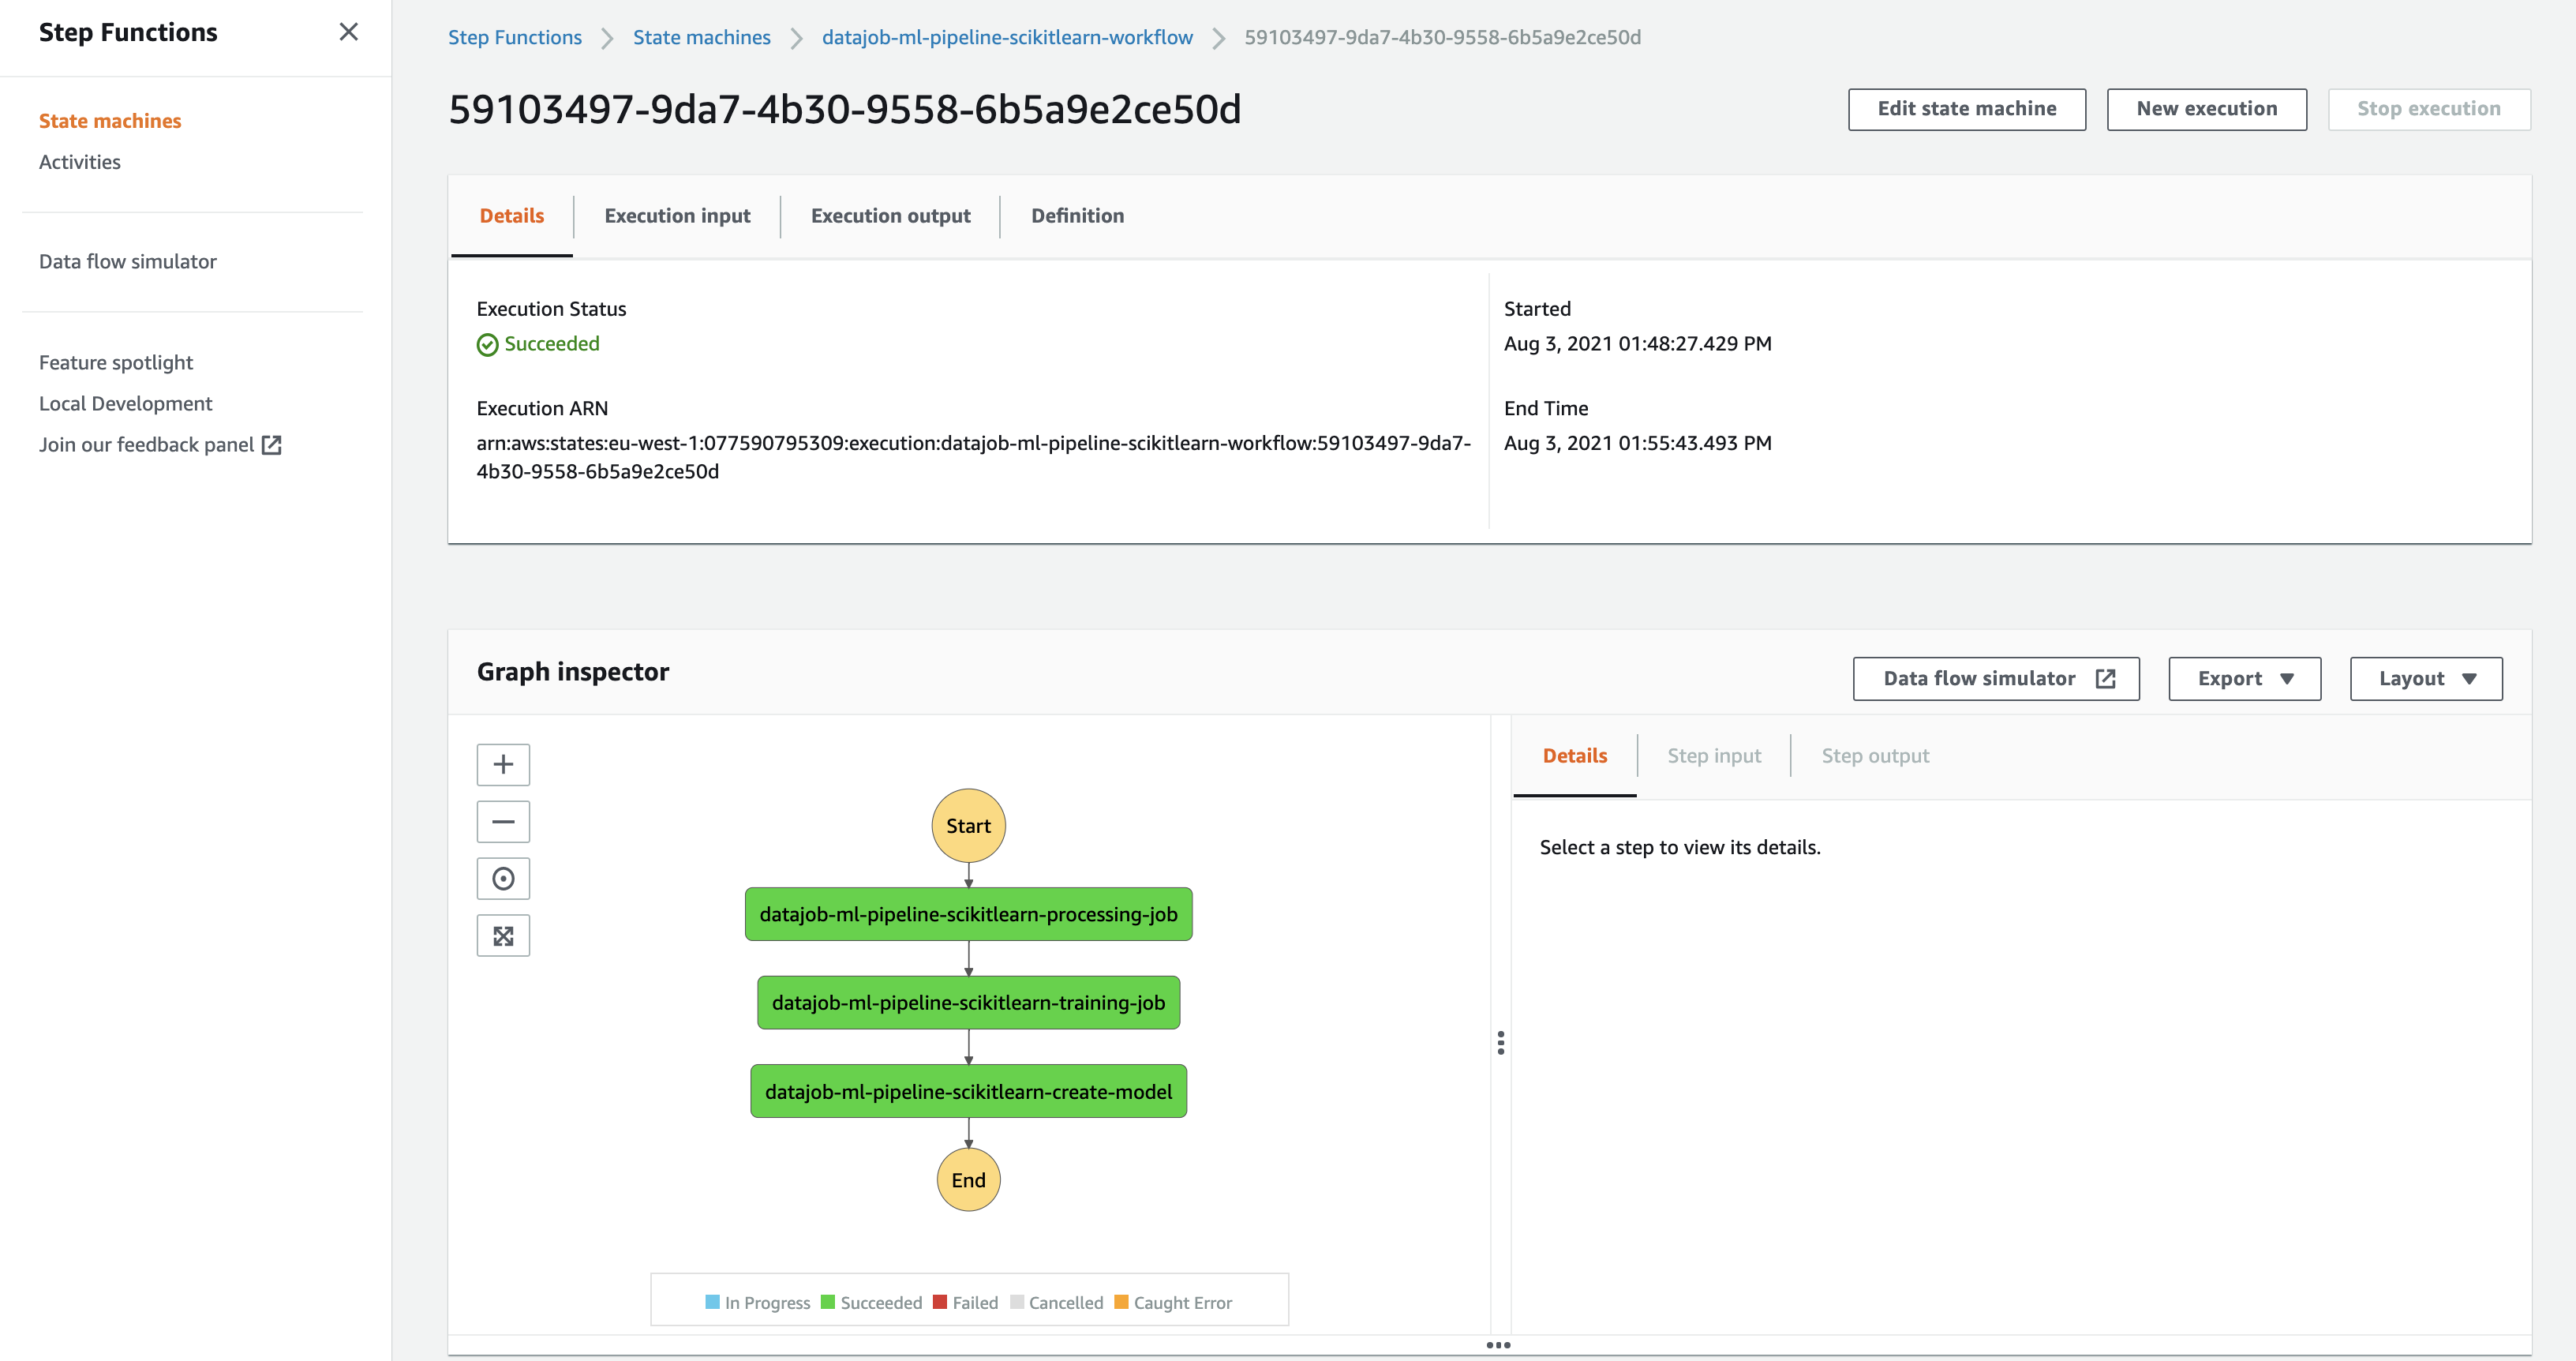 Step Functions
State machines
Activities
Data flow simulator
Feature spotlight
Local Development
Join our feedback panel
Step Functions
State machines
datajob-ml-pipeline-scikitlearn-workflow
59103497-9da7-4b30-9558-6b5a9e2ce50d
59103497-9da7-4b30-9558-6b5a9e2ce50d
Edit state machine
New execution
Stop execution
Details
Execution input
Execution output
Definition
Execution Status
Succeeded
Execution ARN
arn:aws:states:eu-west-1:077590795309:execution:datajob-ml-pipeline-scikitlearn-workflow:59103497-9da7-
4b30-9558-6b5a9e2ce50d
Started
Aug 3, 2021 01:48:27.429 PM
End Time
Aug 3, 2021 01:55:43.493 PM
Graph inspector
Data flow simulator
Export
Layout
Start
datajob-ml-pipeline-scikitlearn-processing-job
datajob-ml-pipeline-scikitlearn-training-job
datajob-ml-pipeline-scikitlearn-create-model
End
In Progress
Succeeded
Failed
Cancelled
Caught Error
Details
Step input
Step output
Select a step to view its details.